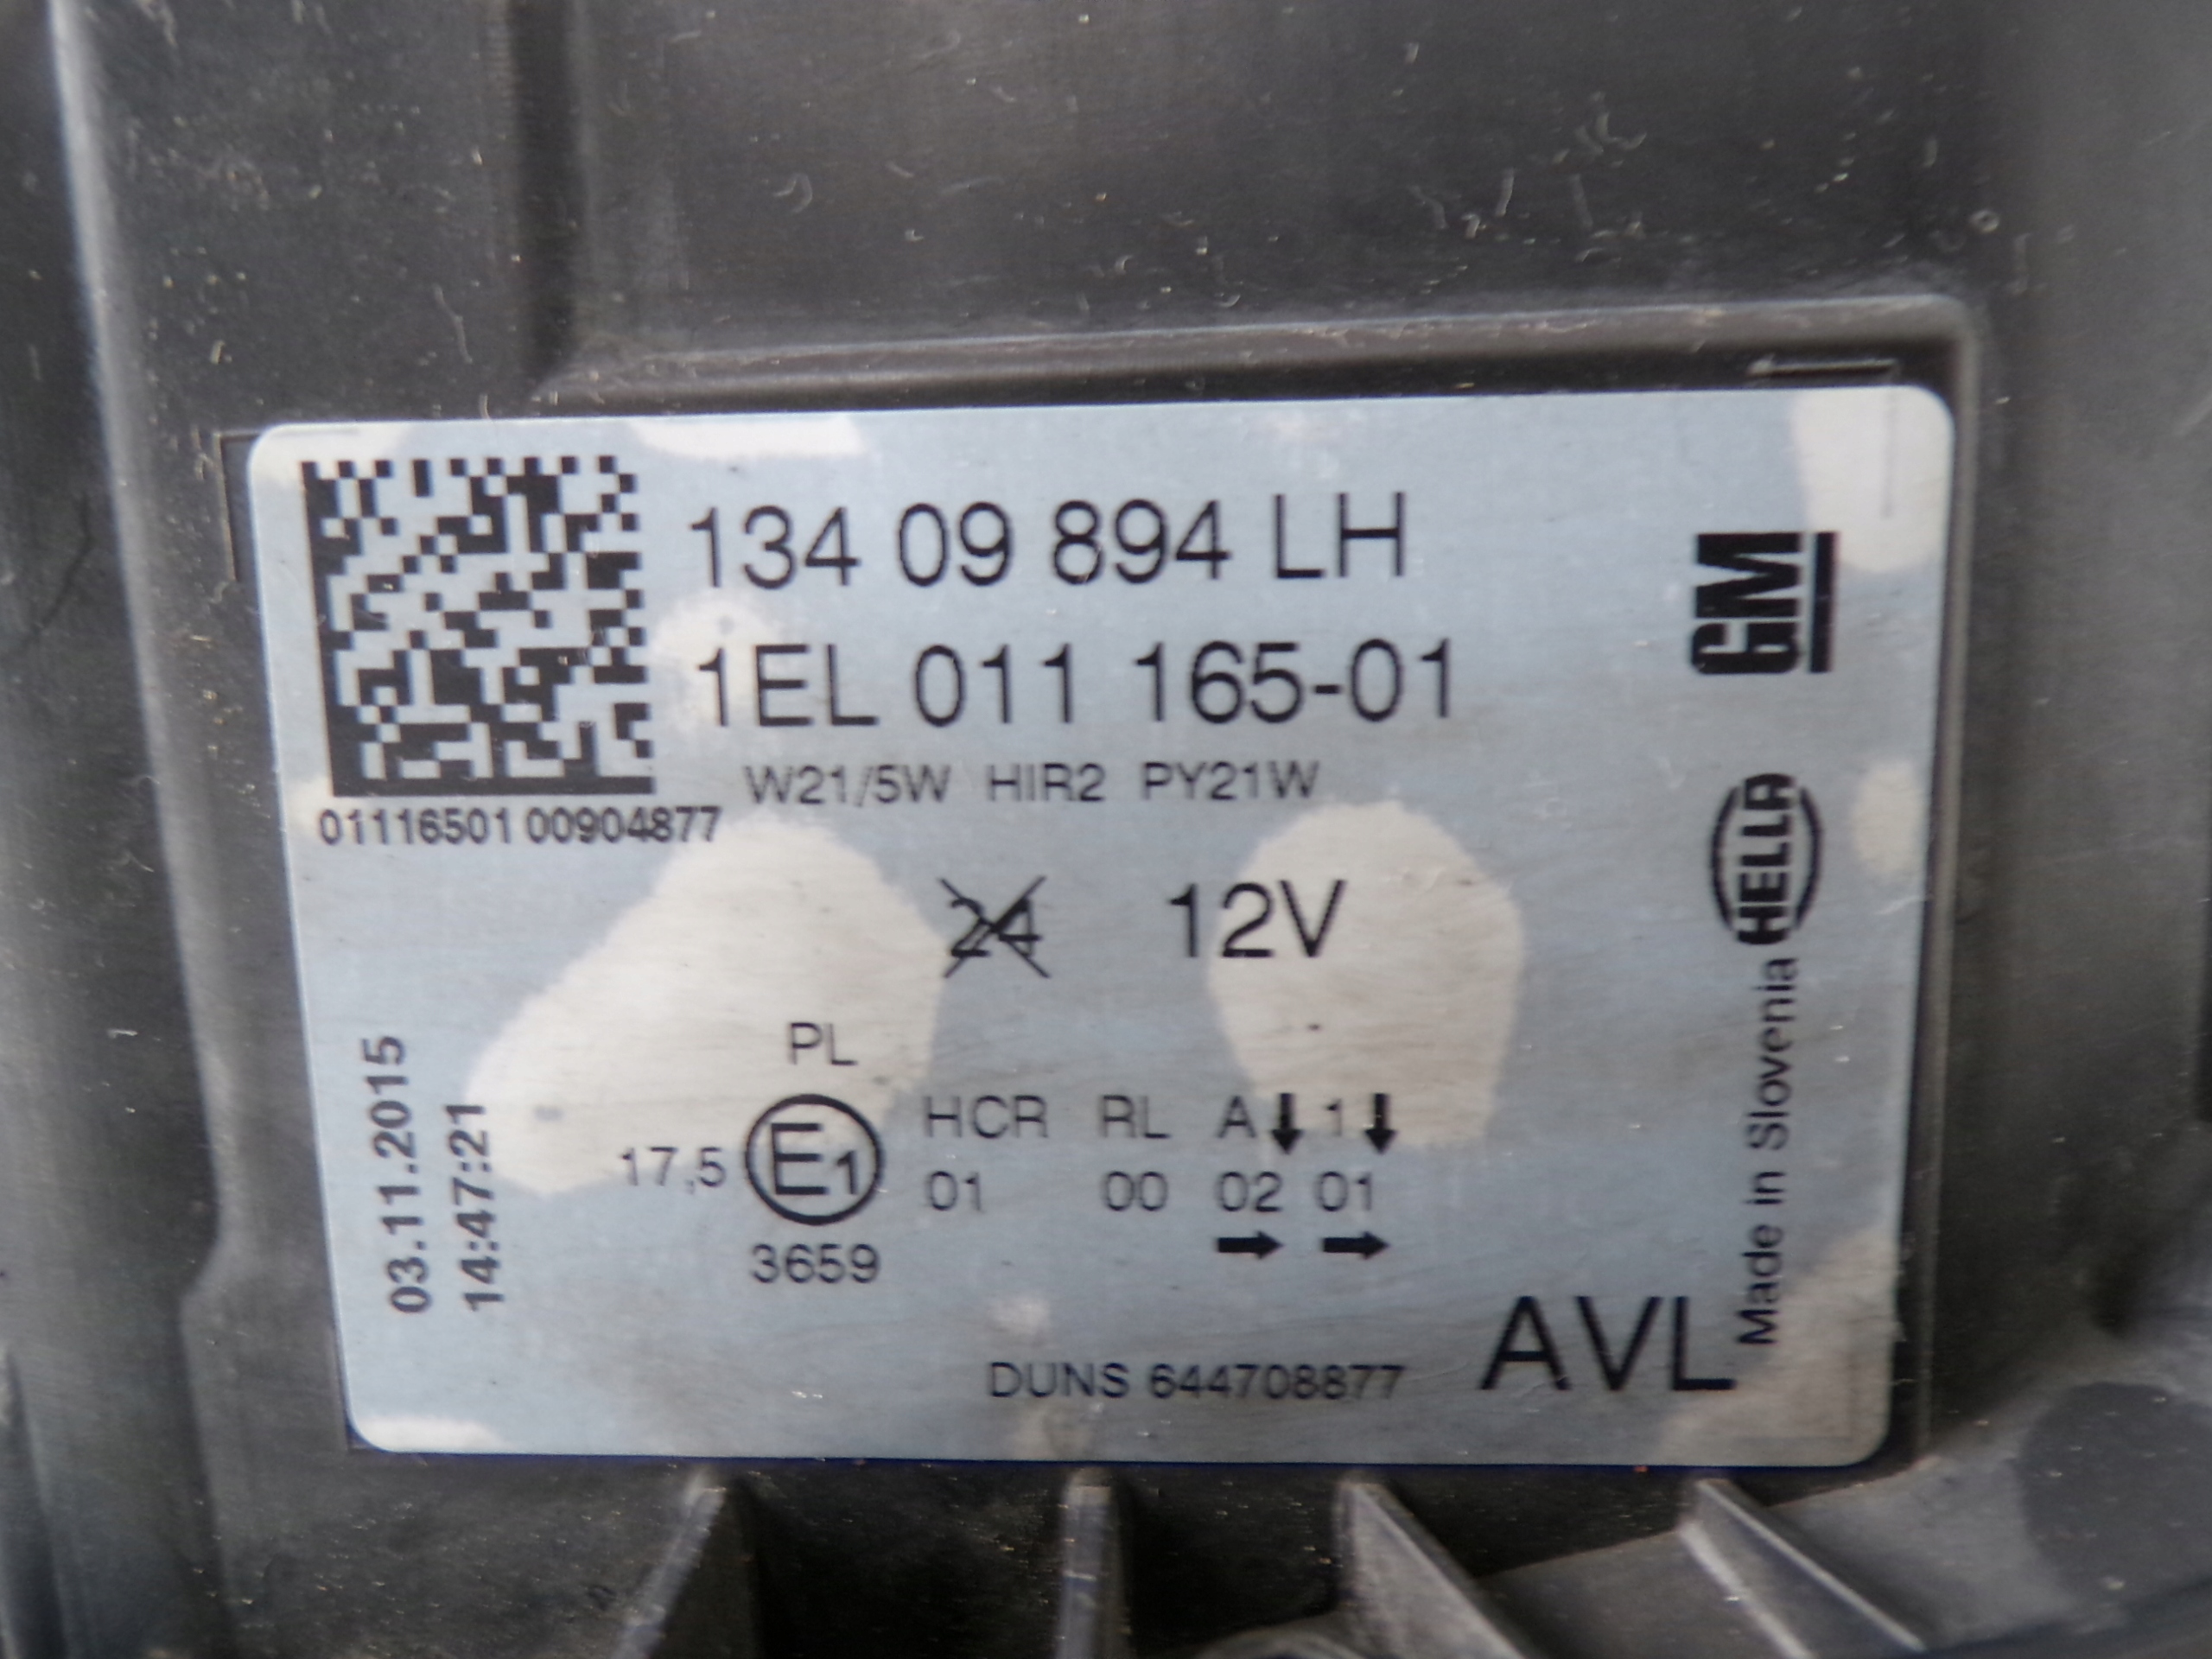 134 09 894 LH
1EL 011 165-01
W21/5W HIR2 PY21W
01116501 00904877
24 12V
PL
HCR RL A 1
17,5 E1
01 00 02 01
3659
03.11.2015
14:47:21
DUNS 644708877
AVL
GM
HELLA
Made in Slovenia